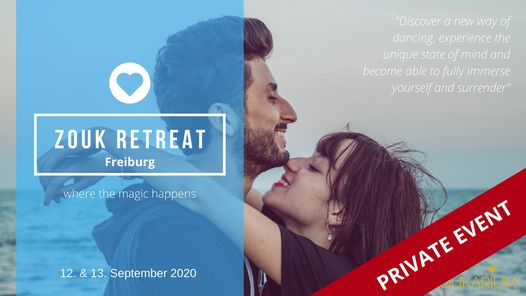 ZOUK RETREAT
Freiburg
where the magic happens
12. & 13. September 2020
"Discover a new way of
dancing, experience the
unique state of mind and
become able to fully immerse
yourself and surrender"
PRIVATE EVENT